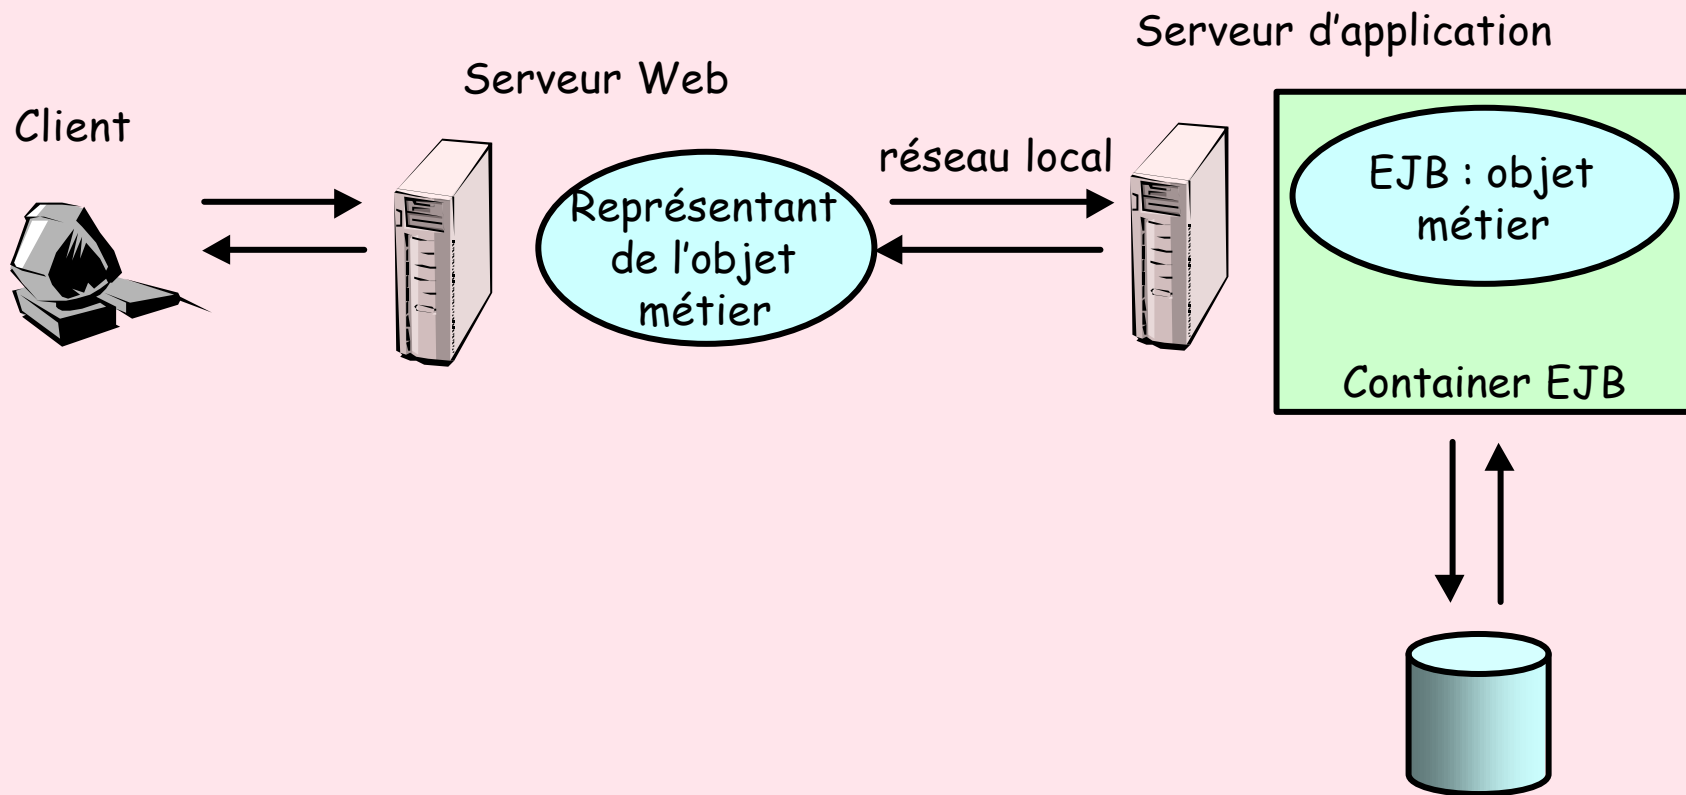 Serveur d'application
Serveur Web
Client
réseau local
Représentant
de l'objet
métier
EJB : objet
métier
Container EJB